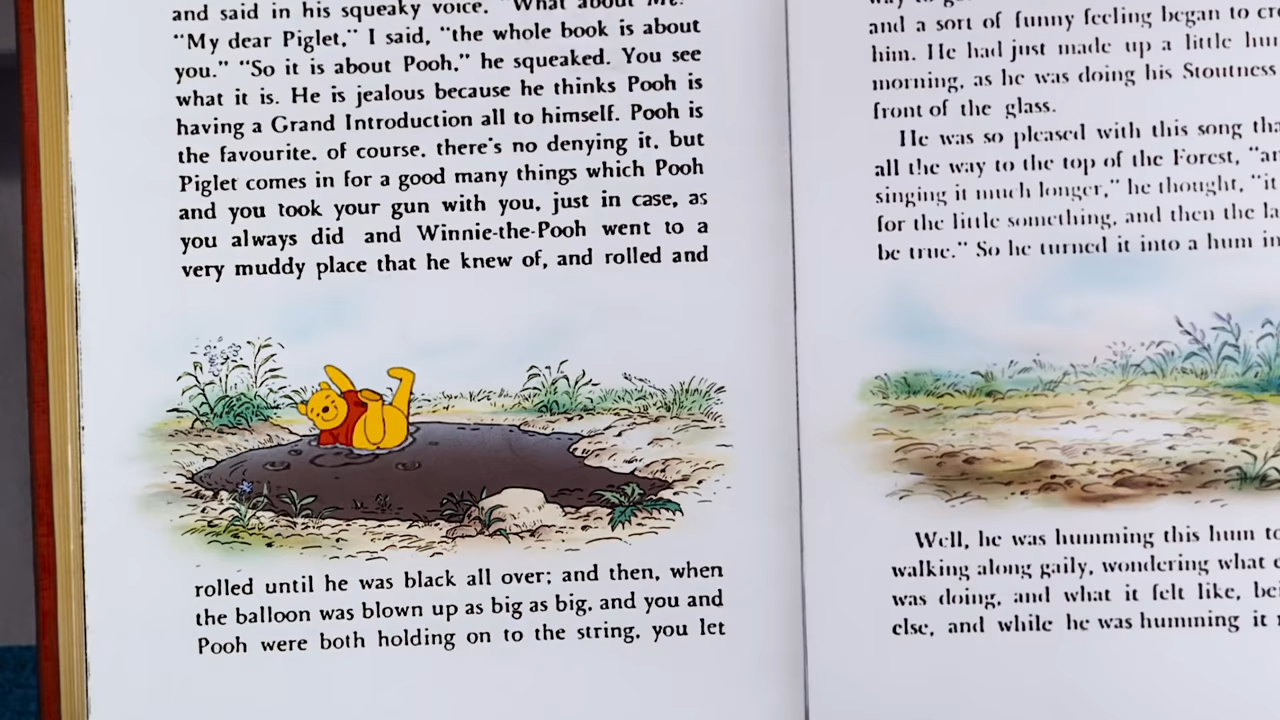 and said in his squeaky voice. "What about Me?"
"My dear Piglet," I said, "the whole book is about
you." "So it is about Pooh," he squeaked. You see
what it is. He is jealous because he thinks Pooh is
having a Grand Introduction all to himself. Pooh is
the favourite. of course. there's no denying it. but
Piglet comes in for a good many things which Pooh
and you took your gun with you, just in case, as
you always did and Winnie-the-Pooh went to a
very muddy place that he knew of, and rolled and
rolled until he was black all over; and then, when
the balloon was blown up as big as big. and you and
Pooh were both holding on to the string. you let
and a sort of funny feeling began to
him. He had just made up a little
morning, as he was doing his Stoutness
front of the glass.
He was so pleased with this song
all the way to the top of the Forest, "
singing it much longer," he thought, "it
for the little something, and then the
be true." So he turned it into a hum
Well, he was humming this hum
walking along gaily, wondering what
was doing, and what it felt like,
else, and while he was humming it